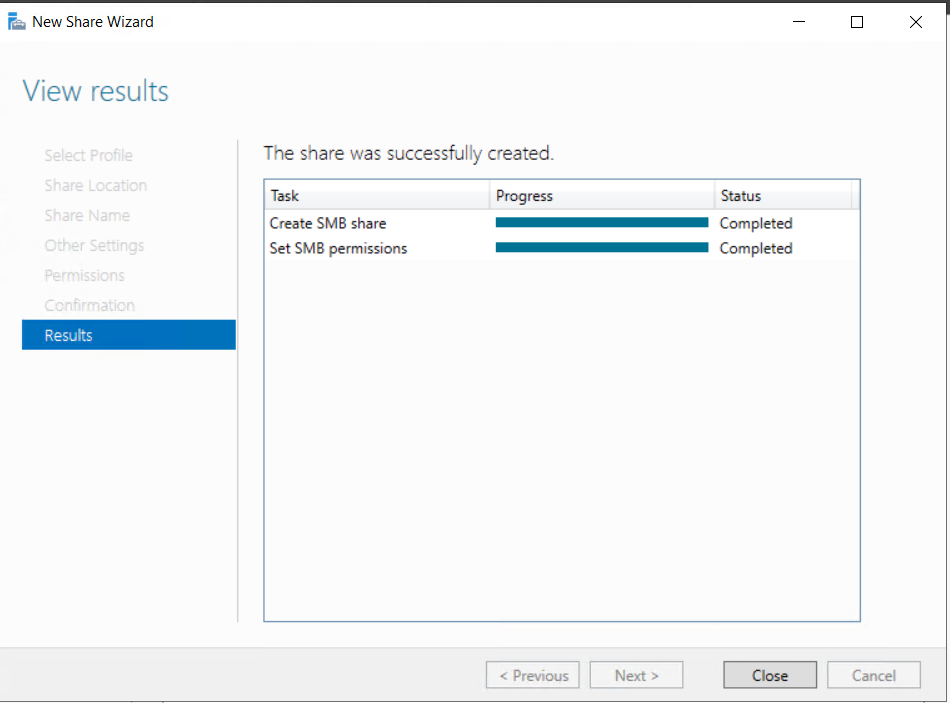 New Share Wizard
View results
Select Profile
Share Location
Share Name
Other Settings
Permissions
Confirmation
Results
The share was successfully created.
Task Progress Status
Create SMB share Completed
Set SMB permissions Completed
< Previous Next > Close Cancel